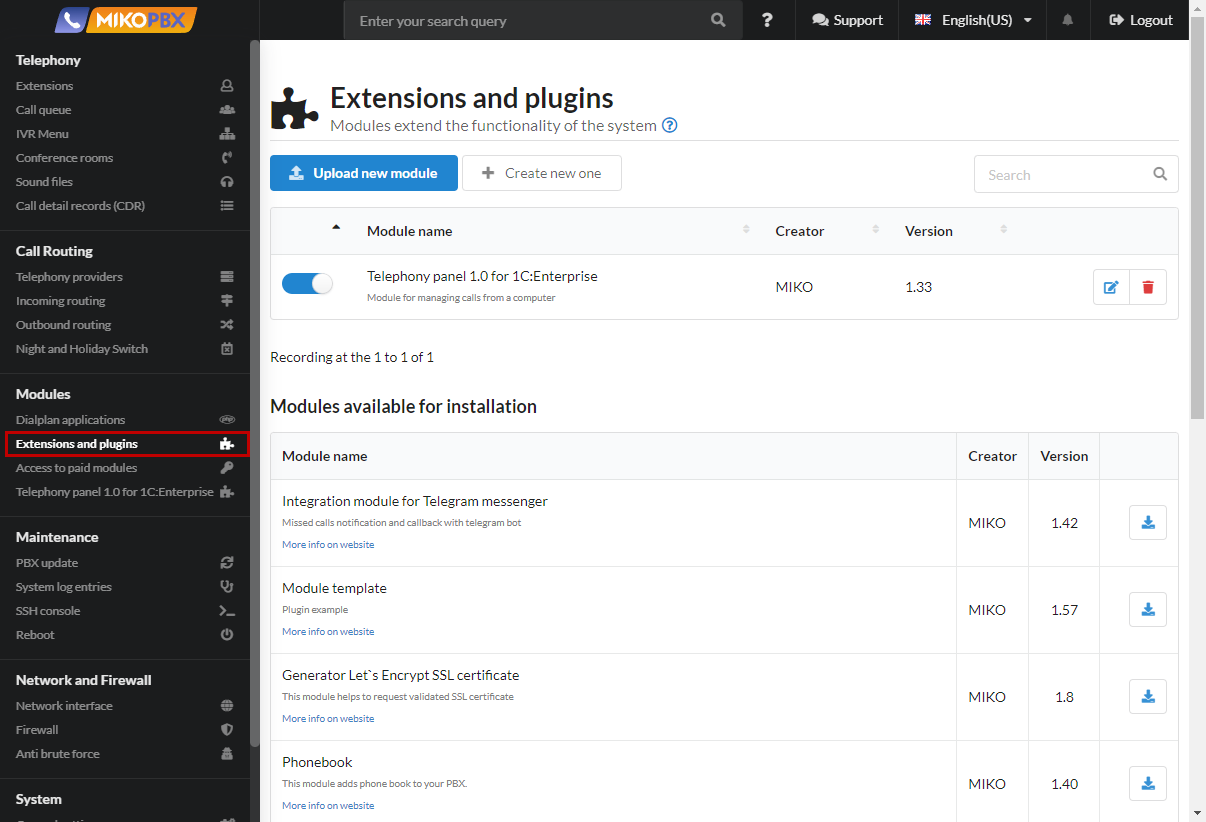 MIKOPBX
Enter your search query
?
Support
English(US)
Logout
Telephony
Extensions
Call queue
IVR Menu
Conference rooms
Sound files
Call detail records (CDR)
Call Routing
Telephony providers
Incoming routing
Outbound routing
Night and Holiday Switch
Modules
Dialplan applications
Extensions and plugins
Access to paid modules
Telephony panel 1.0 for 1C:Enterprise
Maintenance
PBX update
System log entries
SSH console
Reboot
Network and Firewall
Network interface
Firewall
Anti brute force
System
Extensions and plugins
Modules extend the functionality of the system ?
Upload new module
Create new one
Search
Module name Creator Version
Telephony panel 1.0 for 1C:Enterprise
Module for managing calls from a computer
MIKO
1.33
Recording at the 1 to 1 of 1
Modules available for installation
Module name Creator Version
Integration module for Telegram messenger
Missed calls notification and callback with telegram bot
More info on website
MIKO
1.42
Module template
Plugin example
More info on website
MIKO
1.57
Generator Let`s Encrypt SSL certificate
This module helps to request validated SSL certificate
More info on website
MIKO
1.8
Phonebook
This module adds phone book to your PBX.
More info on website
MIKO
1.40